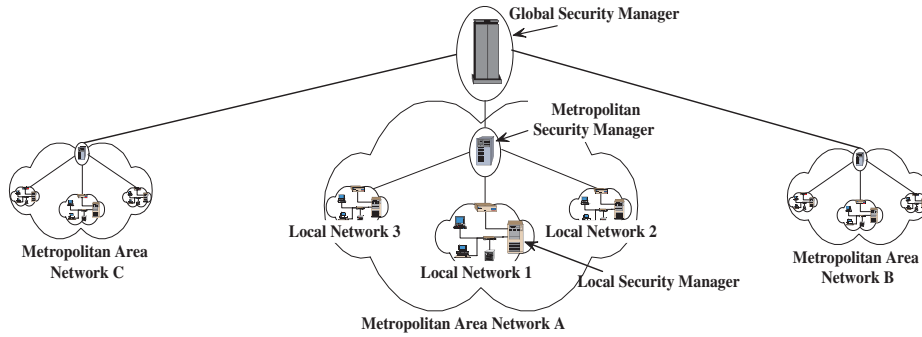 Global Security Manager
Metropolitan
Security Manager
Local Network 3
Local Network 2
Metropolitan Area
Network C
Metropolitan Area
Network B
Local Network 1
Local Security Manager
Metropolitan Area Network A